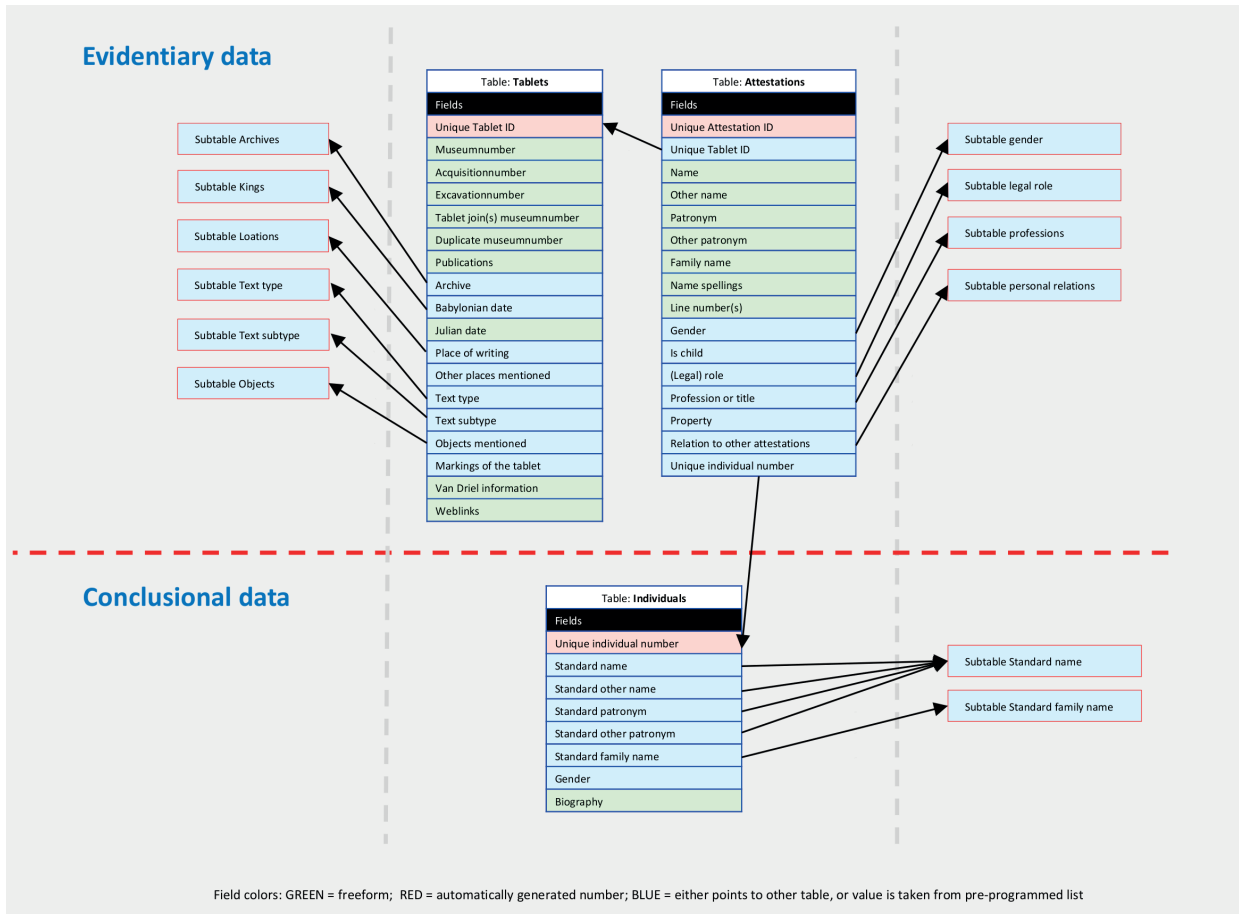 Evidentiary data
Subtable Archives
Subtable Kings
Subtable Loations
Subtable Text type
Subtable Text subtype
Subtable Objects
Table: Tablets
Fields
Unique Tablet ID
Museumnumber
Acquisitionnumber
Excavationnumber
Tablet join(s) museumnumber
Duplicate museumnumber
Publications
Archive
Babylonian date
Julian date
Place of writing
Other places mentioned
Text type
Text subtype
Objects mentioned
Markings of the tablet
Van Driel information
Weblinks
Table: Attestations
Fields
Unique Attestation ID
Unique Tablet ID
Name
Other name
Patronym
Other patronym
Family name
Name spellings
Line number(s)
Gender
Is child
(Legal) role
Profession or title
Property
Relation to other attestations
Unique individual number
Subtable gender
Subtable legal role
Subtable professions
Subtable personal relations
Conclusional data
Table: Individuals
Fields
Unique individual number
Standard name
Standard other name
Standard patronym
Standard other patronym
Standard family name
Gender
Biography
Subtable Standard name
Subtable Standard family name
Field colors: GREEN = freeform; RED = automatically generated number; BLUE = either points to other table, or value is taken from pre-programmed list